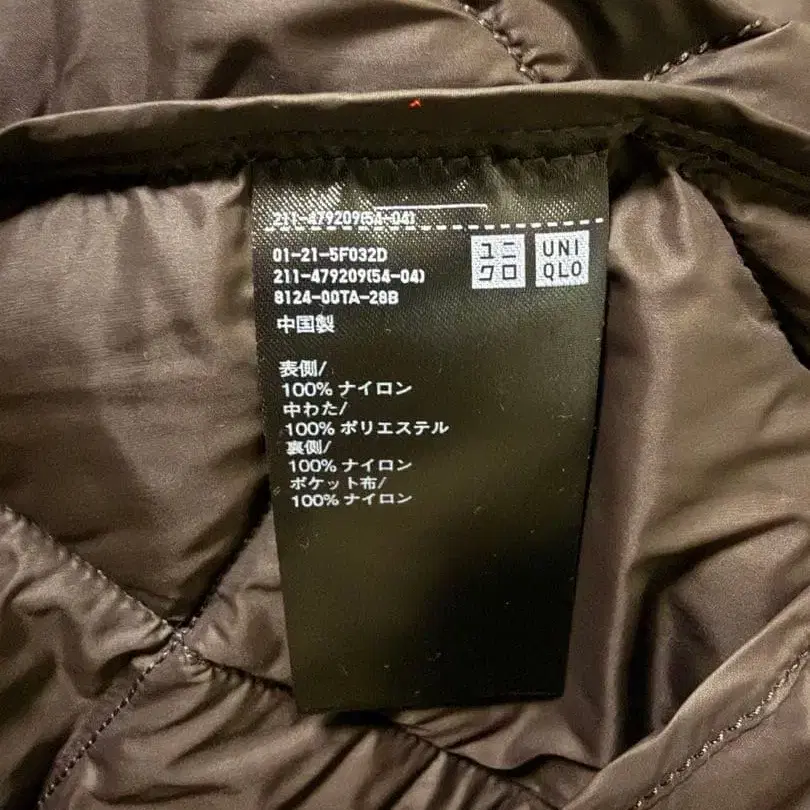 211-479209(54-04)
01-21-5F032D
211-479209(54-04)
8124-00TA-28B
ユニ
クロ
UNI
QLO
中国製
表側/
100% ナイロン
中わた/
100% ポリエステル
裏側/
100% ナイロン
ポケット布/
100% ナイロン